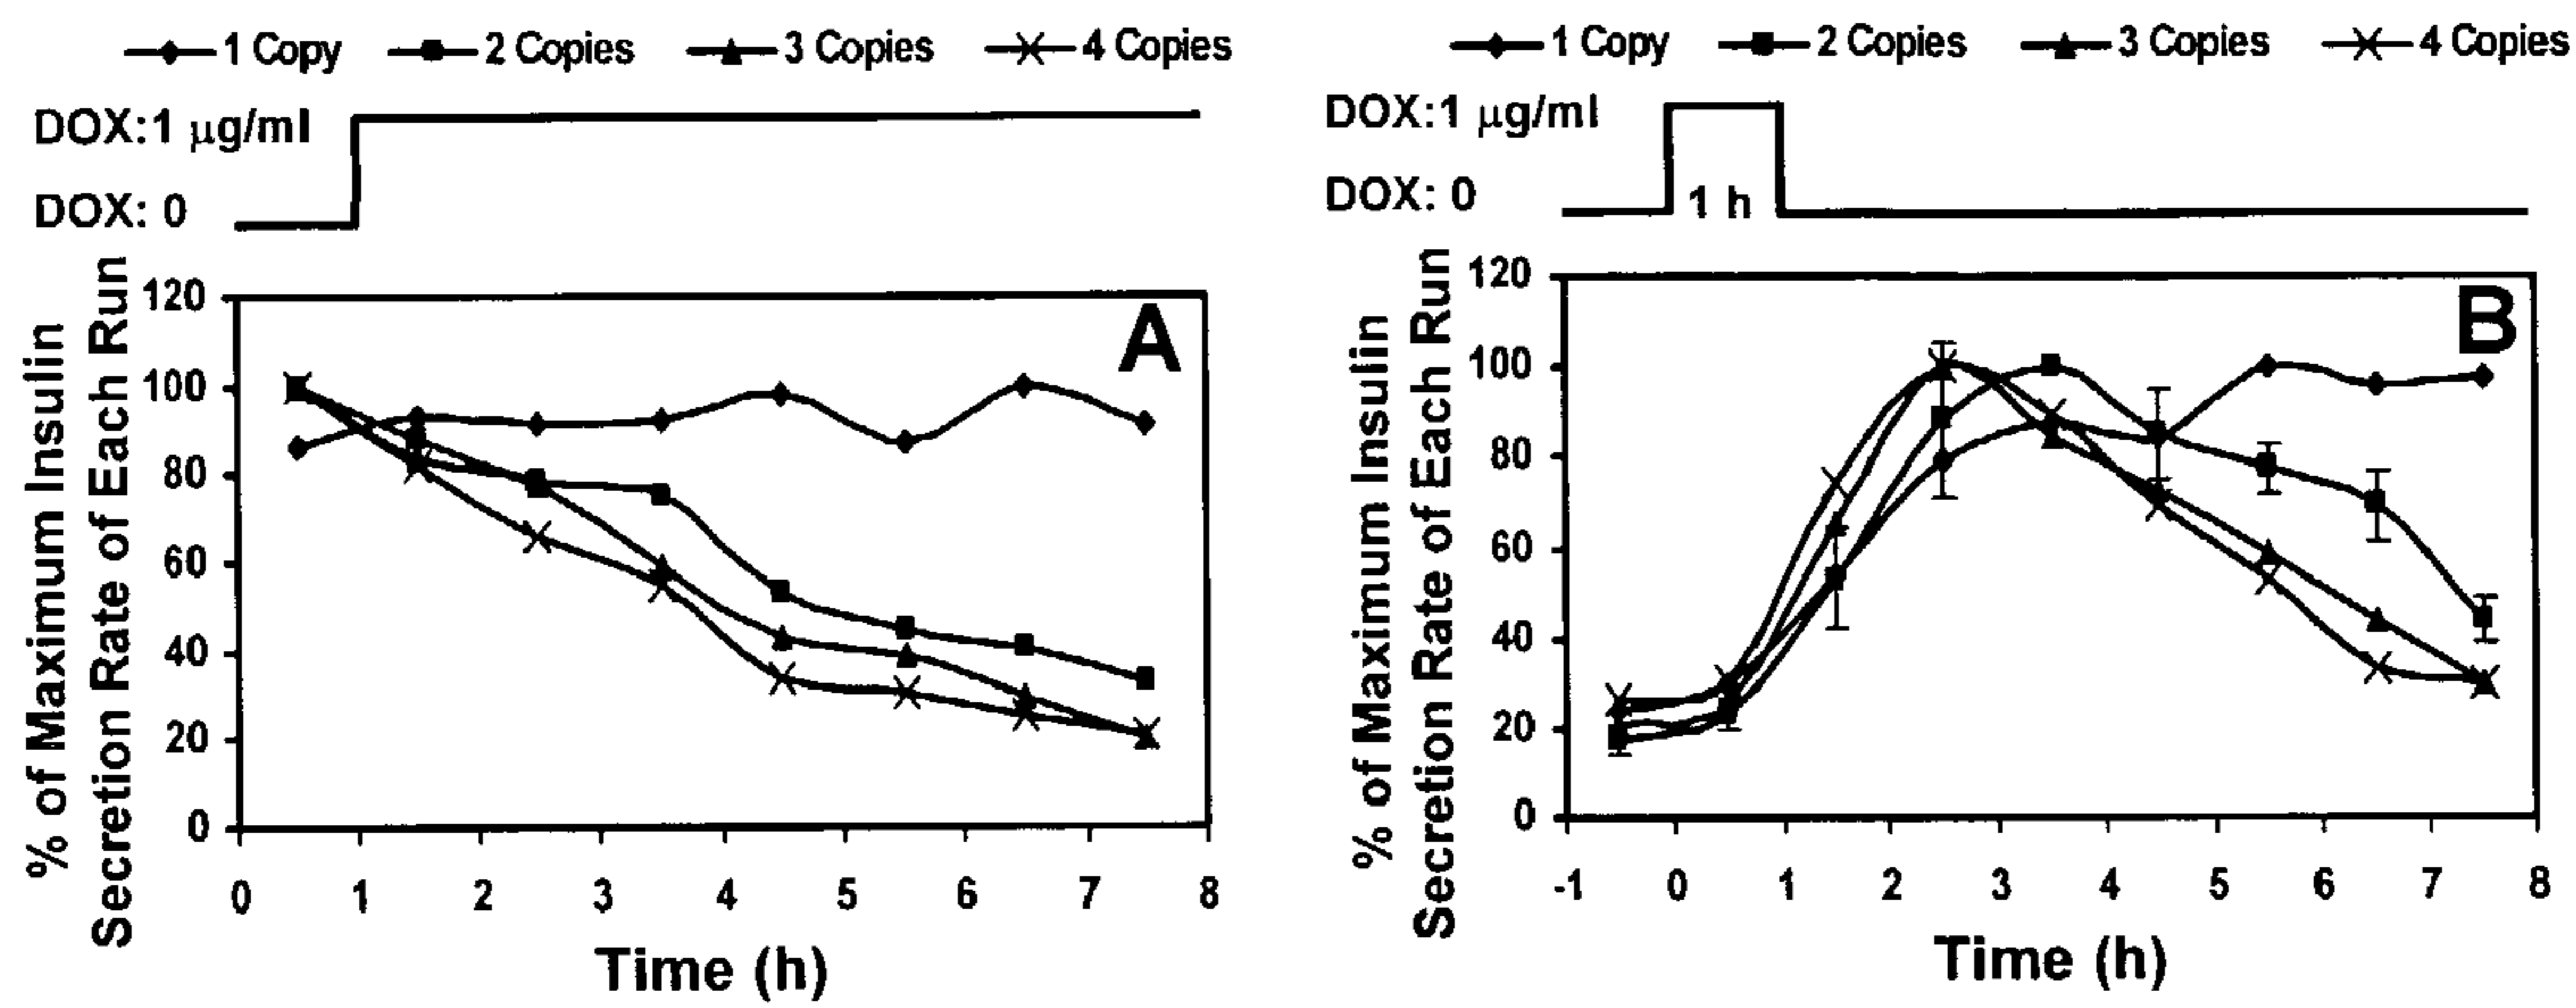 1 Copy 2 Copies 3 Copies 4 Copies
DOX:1 µg/ml
DOX: 0
A
% of Maximum Insulin
Secretion Rate of Each Run
120
100
80
60
40
20
0
0 1 2 3 4 5 6 7 8
Time (h)
1 Copy 2 Copies 3 Copies 4 Copies
DOX:1 µg/ml
DOX: 0
1 h
B
% of Maximum Insulin
Secretion Rate of Each Run
120
100
80
60
40
20
0
-1 0 1 2 3 4 5 6 7 8
Time (h)